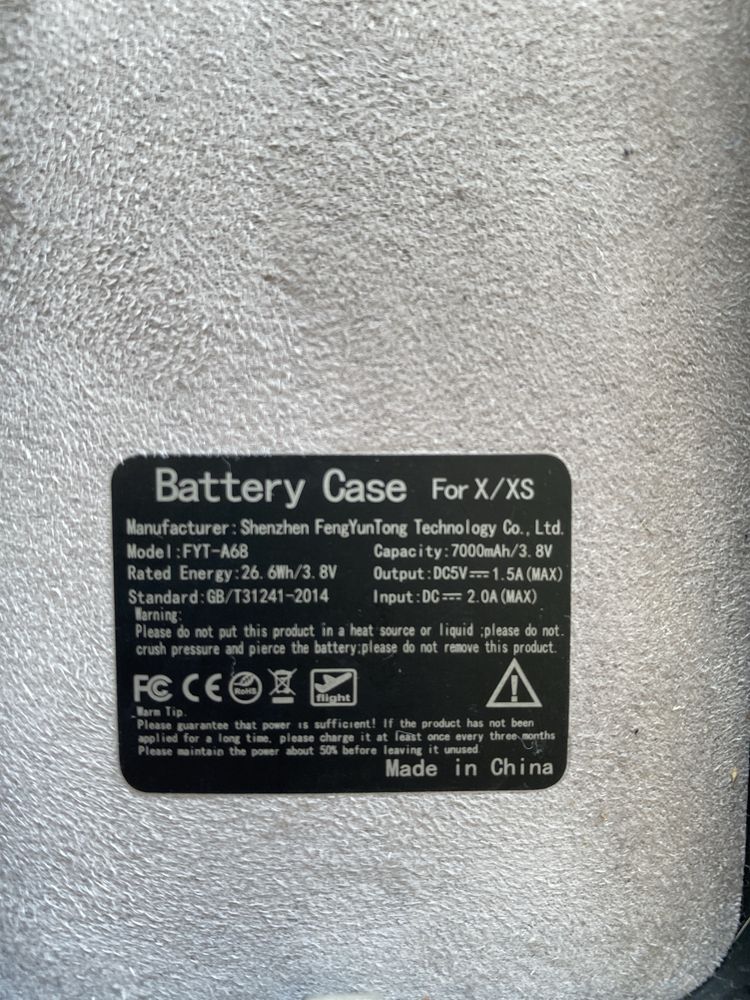 Battery Case For X/XS
Manufacturer: Shenzhen FengYunTong Technology Co., Ltd.
Model:FYT-A68 Capacity:7000mAh/3.8V
Rated Energy:26.6Wh/3.8V Output:DC5V⎓1.5A(MAX)
Standard:GB/T31241-2014 Input:DC⎓2.0A(MAX)
Warning:
Please do not put this product in a heat source or liquid ;please do not.
crush pressure and pierce the battery;please do not remove this product.
FC CE RoHS flight
Warm Tip.
Please guarantee that power is sufficient! If the product has not been
applied for a long time, please charge it at least once every three months
Please maintain the power about 50% before leaving it unused
Made in China